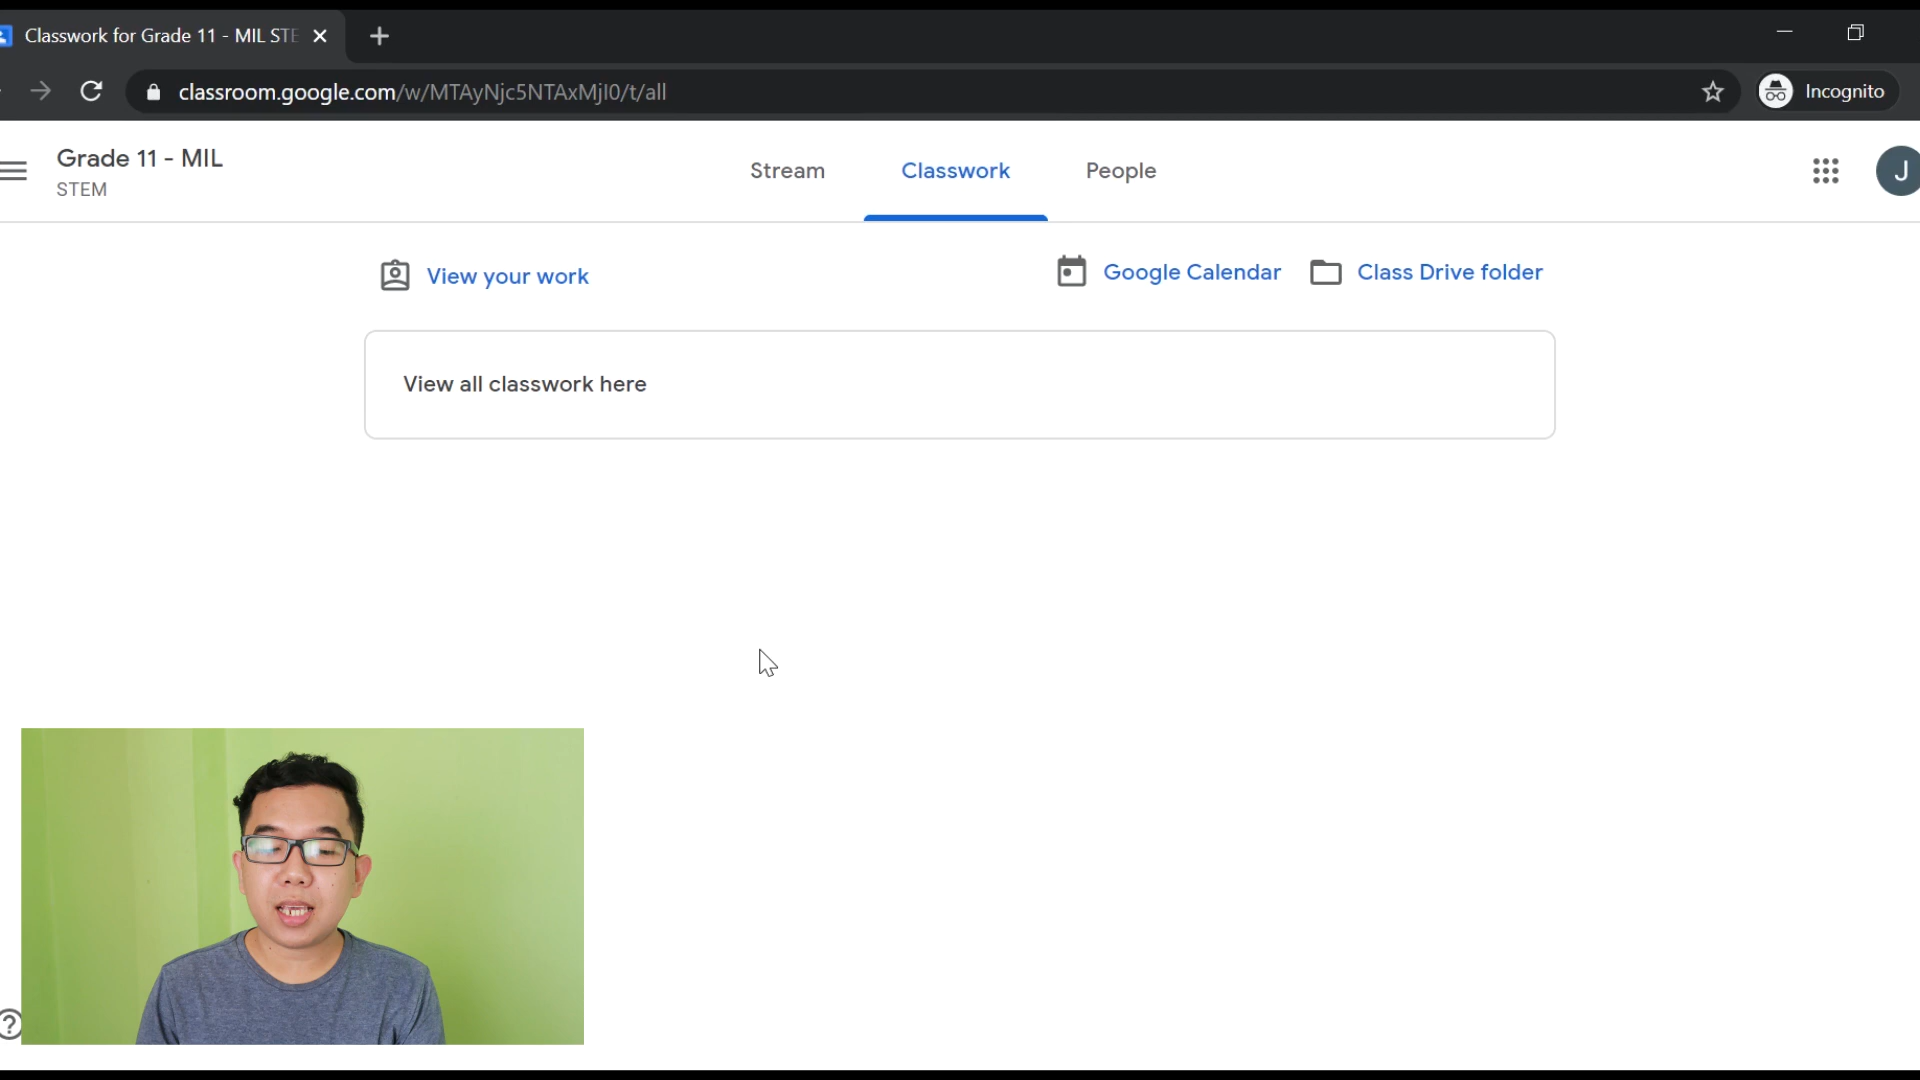 Classwork for Grade 11 - MIL STE
classroom.google.com/w/MTAyNjc5NTAxMjI0/t/all
Incognito
Grade 11 - MIL
STEM
Stream
Classwork
People
J
View your work
Google Calendar
Class Drive folder
View all classwork here